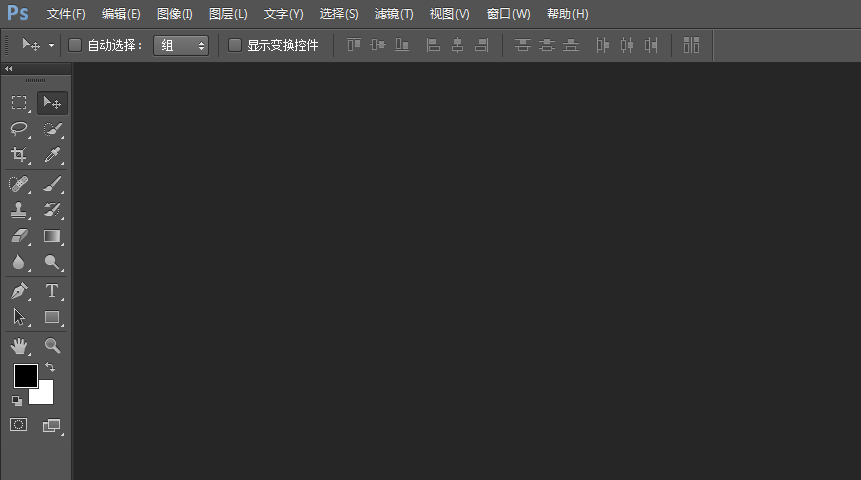 Ps 文件(F) 编辑(E) 图像(I) 图层(L) 文字(Y) 选择(S) 滤镜(T) 视图(V) 窗口(W) 帮助(H)
自动选择： 组 显示变换控件
T